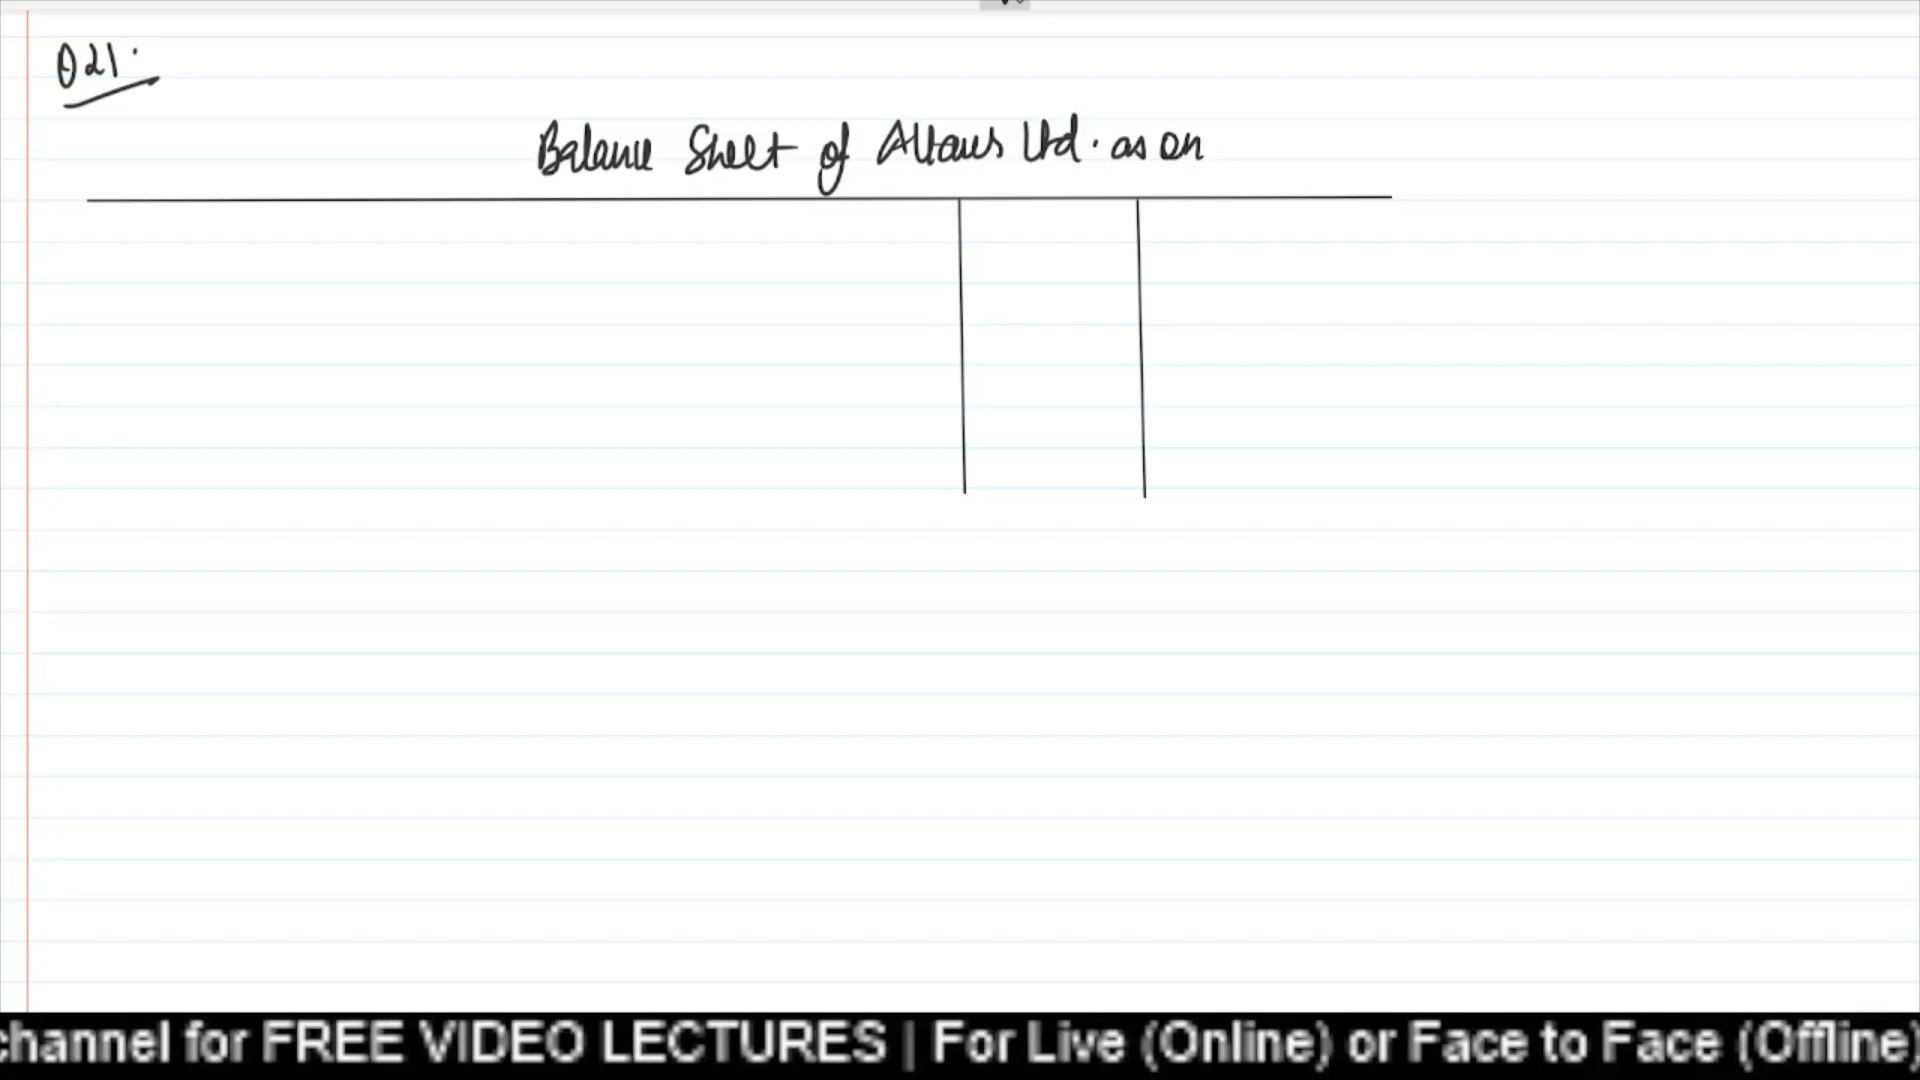 Q21.
Balance Sheet of Altaurs Ltd. as on
channel for FREE VIDEO LECTURES | For Live (Online) or Face to Face (Offline)